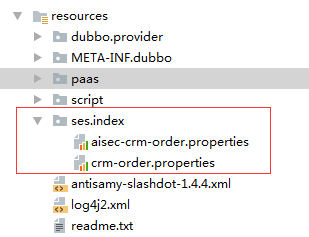 resources
dubbo.provider
META-INF.dubbo
paas
script
ses.index
aisec-crm-order.properties
crm-order.properties
antisamy-slashdot-1.4.4.xml
log4j2.xml
readme.txt